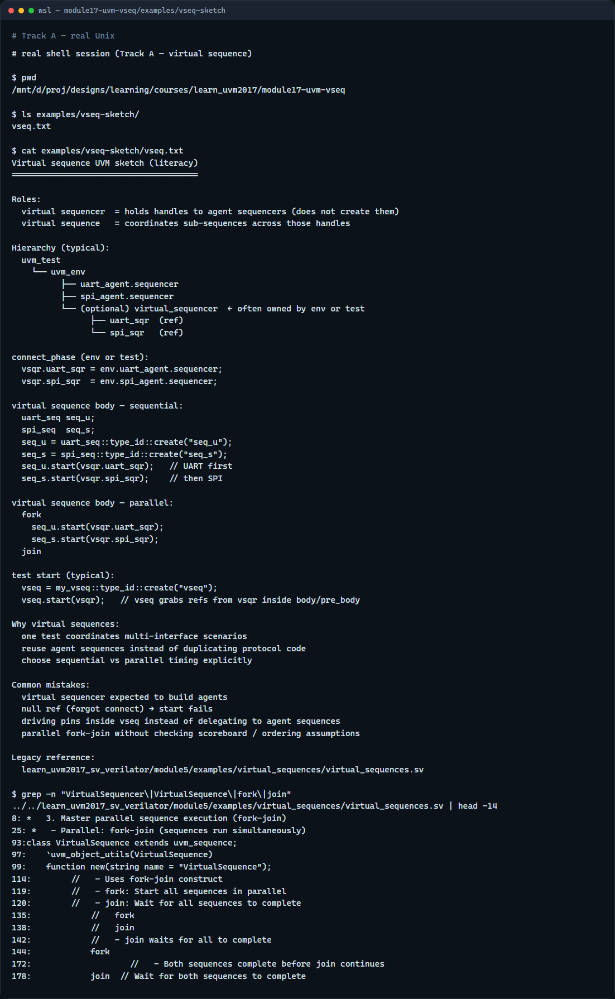 wsl — module17-uvm-vseq/examples/vseq-sketch
# Track A — real Unix
# real shell session (Track A — virtual sequence)
$ pwd
/mnt/d/proj/designs/learning/courses/learn_uvm2017/module17-uvm-vseq
$ ls examples/vseq-sketch/
vseq.txt
$ cat examples/vseq-sketch/vseq.txt
Virtual sequence UVM sketch (literacy)
======================================
Roles:
  virtual sequencer  = holds handles to agent sequencers (does not create them)
  virtual sequence   = coordinates sub-sequences across those handles
Hierarchy (typical):
  uvm_test
    └── uvm_env
          ├── uart_agent.sequencer
          ├── spi_agent.sequencer
          └── (optional) virtual_sequencer  ← often owned by env or test
                ├── uart_sqr  (ref)
                └── spi_sqr   (ref)
connect_phase (env or test):
  vsqr.uart_sqr = env.uart_agent.sequencer;
  vsqr.spi_sqr  = env.spi_agent.sequencer;
virtual sequence body — sequential:
  uart_seq seq_u;
  spi_seq  seq_s;
  seq_u = uart_seq::type_id::create("seq_u");
  seq_s = spi_seq::type_id::create("seq_s");
  seq_u.start(vsqr.uart_sqr);   // UART first
  seq_s.start(vsqr.spi_sqr);    // then SPI
virtual sequence body — parallel:
  fork
    seq_u.start(vsqr.uart_sqr);
    seq_s.start(vsqr.spi_sqr);
  join
test start (typical):
  vseq = my_vseq::type_id::create("vseq");
  vseq.start(vsqr);   // vseq grabs refs from vsqr inside body/pre_body
Why virtual sequences:
  one test coordinates multi-interface scenarios
  reuse agent sequences instead of duplicating protocol code
  choose sequential vs parallel timing explicitly
Common mistakes:
  virtual sequencer expected to build agents
  null ref (forgot connect) → start fails
  driving pins inside vseq instead of delegating to agent sequences
  parallel fork-join without checking scoreboard / ordering assumptions
Legacy reference:
  learn_uvm2017_sv_verilator/module5/examples/virtual_sequences/virtual_sequences.sv
$ grep -n "VirtualSequencer\|VirtualSequence\|fork\|join"
../../learn_uvm2017_sv_verilator/module5/examples/virtual_sequences/virtual_sequences.sv | head -14
8: *   3. Master parallel sequence execution (fork-join)
25: *   - Parallel: fork-join (sequences run simultaneously)
93:class VirtualSequence extends uvm_sequence;
97:    `uvm_object_utils(VirtualSequence)
99:    function new(string name = "VirtualSequence");
114:        //   - Uses fork-join construct
119:        //   - fork: Start all sequences in parallel
120:        //   - join: Wait for all sequences to complete
135:            //   fork
138:            //   join
142:            //   - join waits for all to complete
144:            fork
172:                    //   - Both sequences complete before join continues
178:            join  // Wait for both sequences to complete